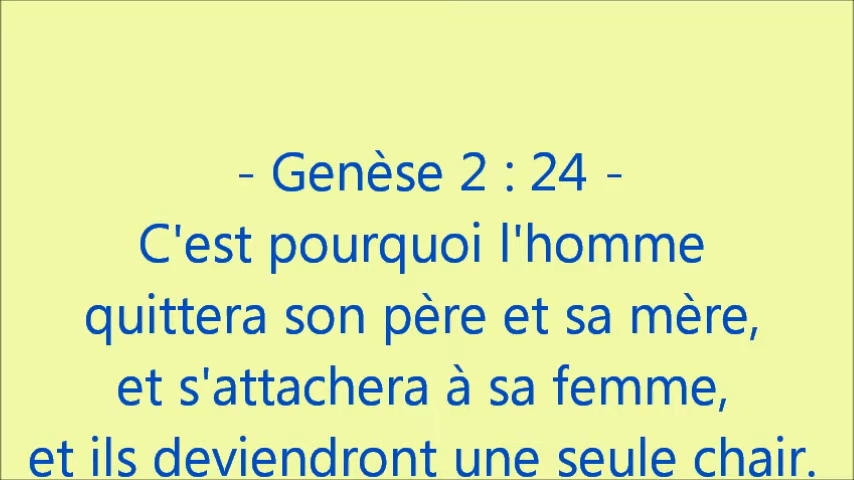 - Genèse 2 : 24 -
C'est pourquoi l'homme
quittera son père et sa mère,
et s'attachera à sa femme,
et ils deviendront une seule chair.